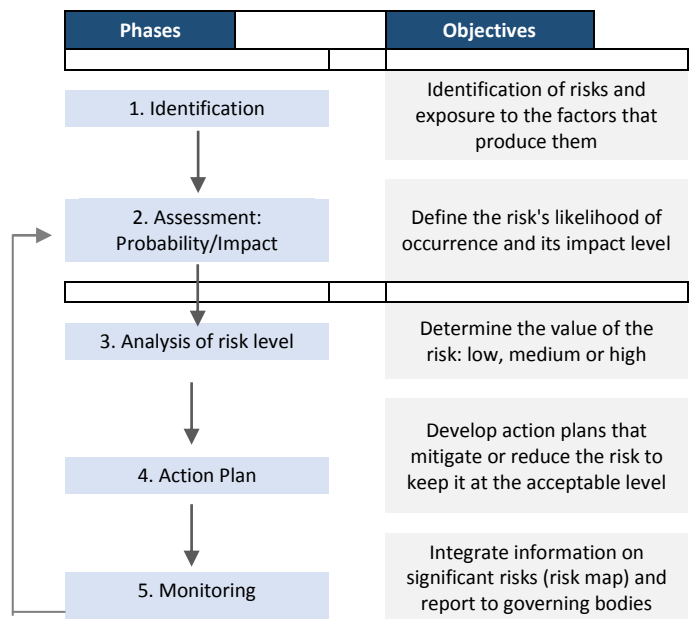 Phases
Objectives
1. Identification
Identification of risks and
exposure to the factors that
produce them
2. Assessment:
Probability/Impact
Define the risk's likelihood of
occurrence and its impact level
3. Analysis of risk level
Determine the value of the
risk: low, medium or high
4. Action Plan
Develop action plans that
mitigate or reduce the risk to
keep it at the acceptable level
5. Monitoring
Integrate information on
significant risks (risk map) and
report to governing bodies